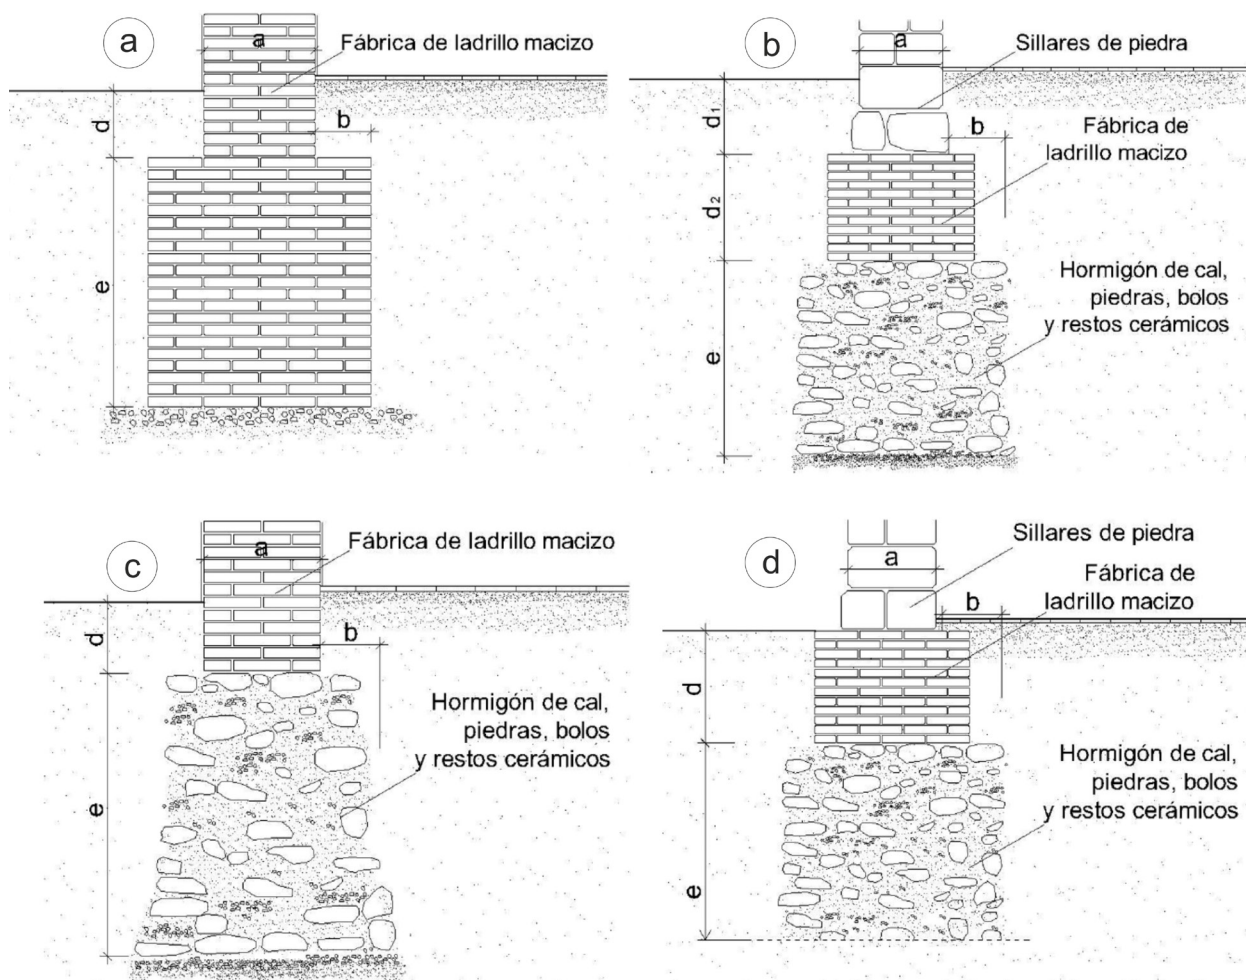 a
a
Fábrica de ladrillo macizo
d
b
e
b
a
Sillares de piedra
d1
b
Fábrica de
ladrillo macizo
d2
Hormigón de cal,
piedras, bolos
y restos cerámicos
e
c
a
Fábrica de ladrillo macizo
d
b
Hormigón de cal,
piedras, bolos
y restos cerámicos
e
d
Sillares de piedra
a
Fábrica de
ladrillo macizo
b
d
Hormigón de cal,
piedras, bolos
y restos cerámicos
e